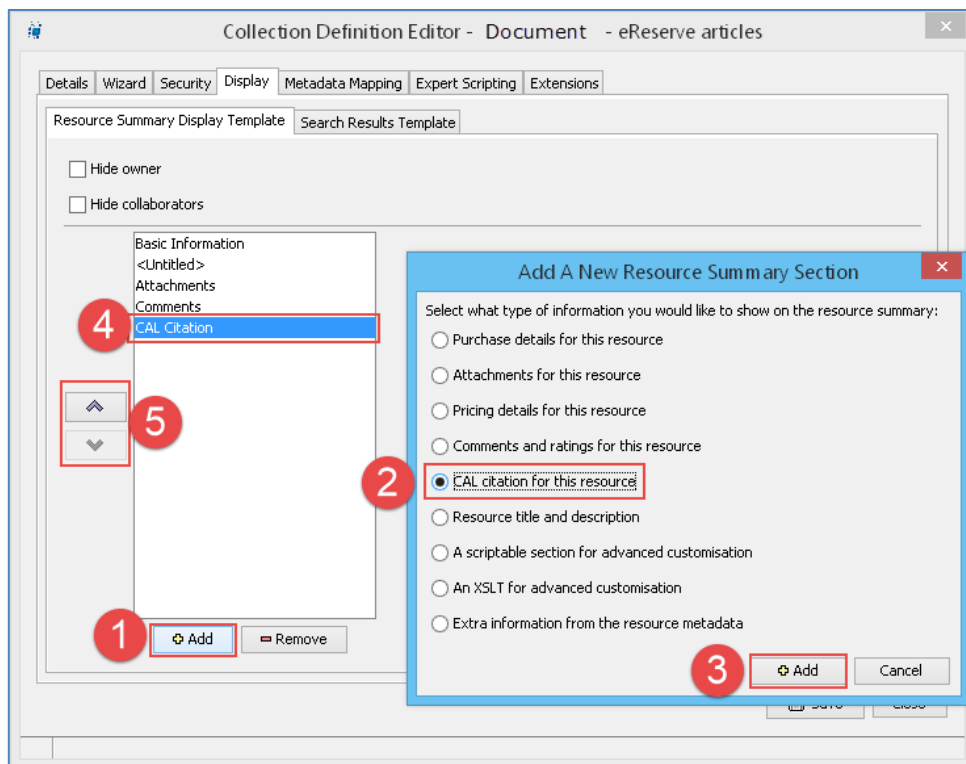 Collection Definition Editor - Document - eReserve articles
Details Wizard Security Display Metadata Mapping Expert Scripting Extensions
Resource Summary Display Template Search Results Template
Hide owner
Hide collaborators
Basic Information
<Untitled>
Attachments
Comments
4 CAL Citation
5
1 Add Remove
Add A New Resource Summary Section
Select what type of information you would like to show on the resource summary:
Purchase details for this resource
Attachments for this resource
Pricing details for this resource
Comments and ratings for this resource
2 CAL citation for this resource
Resource title and description
A scriptable section for advanced customisation
An XSLT for advanced customisation
Extra information from the resource metadata
3 Add Cancel
Save Close